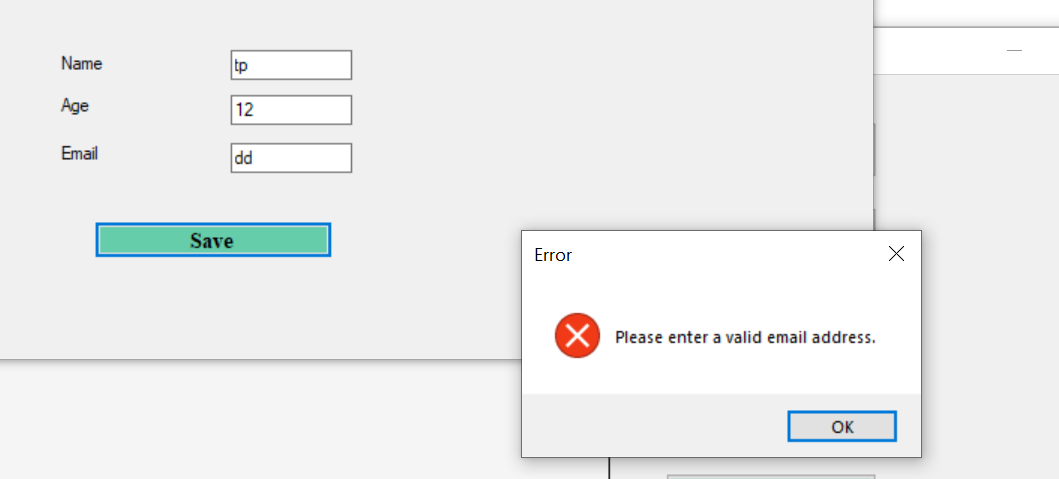 Name
tp
Age
12
Email
dd
Save
Error
Please enter a valid email address.
OK